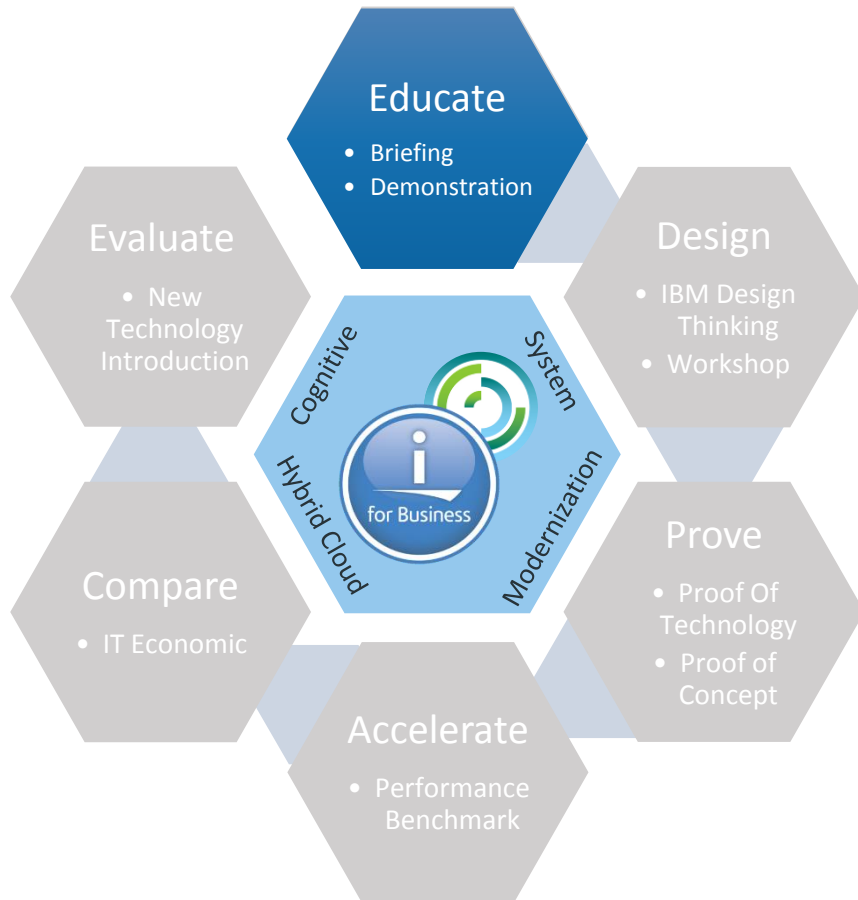 Educate
• Briefing
• Demonstration
Design
• IBM Design
Thinking
• Workshop
Prove
• Proof Of
Technology
• Proof of
Concept
Accelerate
• Performance
Benchmark
Compare
• IT Economic
Evaluate
• New
Technology
Introduction
Cognitive
System
Hybrid Cloud
Modernization
i
for Business